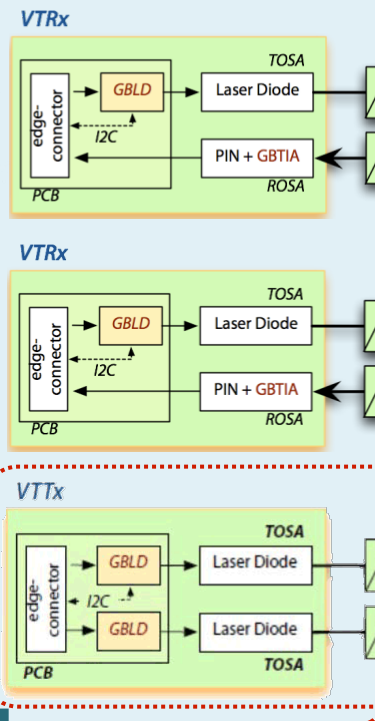 VTRx
TOSA
GBLD
Laser Diode
edge-
connector
I2C
PIN + GBTIA
ROSA
PCB
VTRx
TOSA
GBLD
Laser Diode
edge-
connector
I2C
PIN + GBTIA
ROSA
PCB
VTTx
TOSA
GBLD
Laser Diode
edge-
connector
I2C
GBLD
Laser Diode
TOSA
PCB